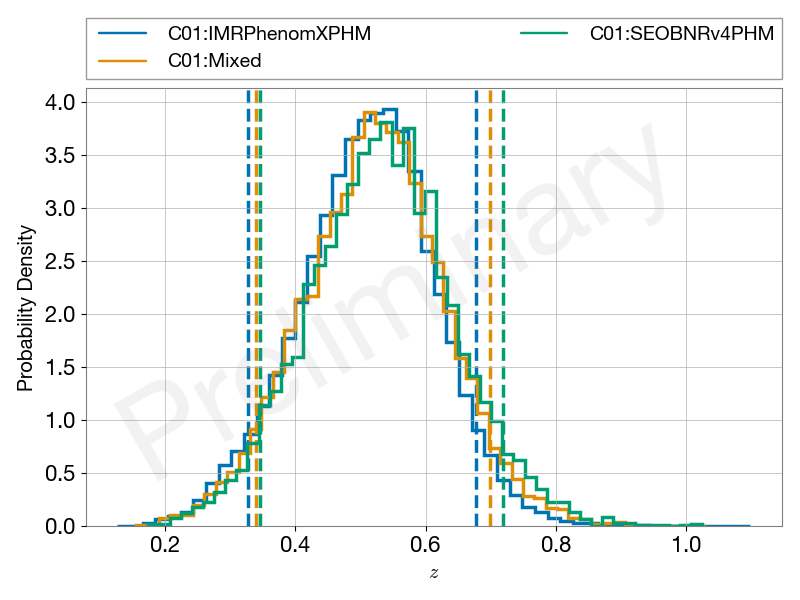 C01:IMRPhenomXPHM
C01:SEOBNRv4PHM
C01:Mixed
4.0
3.5
3.0
2.5
2.0
1.5
1.0
0.5
0.0
Probability Density
Preliminary
0.2 0.4 0.6 0.8 1.0
z